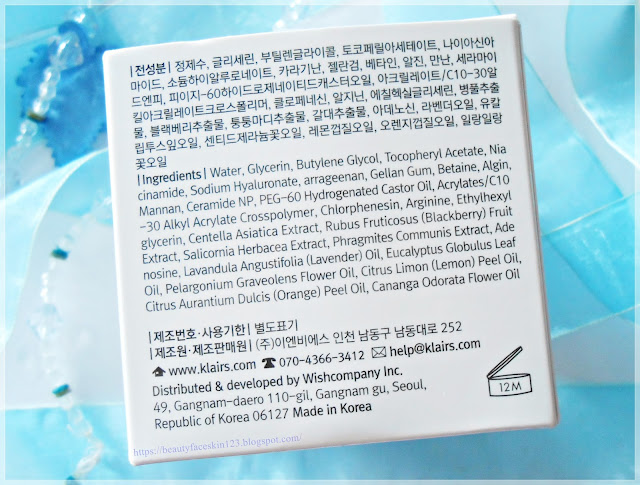 |전성분| 정제수, 글리세린, 부틸렌글라이콜, 토코페릴아세테이트, 나이아신아
마이드, 소듐하이알루로네이트, 카라기난, 젤란검, 베타인, 알진, 만난, 세라마이
드엔피, 피이지-60하이드로제네이티드캐스터오일, 아크릴레이트/C10-30알
킬아크릴레이트크로스폴리머, 클로페네신, 알지닌, 에칠헥실글리세린, 병풀추출
물, 블랙베리추출물, 퉁퉁마디추출물, 갈대추출물, 아데노신, 라벤더오일, 유칼
립투스잎오일, 센티드제라늄꽃오일, 레몬껍질오일, 오렌지껍질오일, 일랑일랑
꽃오일
|Ingredients| Water, Glycerin, Butylene Glycol, Tocopheryl Acetate, Nia
cinamide, Sodium Hyaluronate, arrageenan, Gellan Gum, Betaine, Algin,
Mannan, Ceramide NP, PEG-60 Hydrogenated Castor Oil, Acrylates/C10
-30 Alkyl Acrylate Crosspolymer, Chlorphenesin, Arginine, Ethylhexyl
glycerin, Centella Asiatica Extract, Rubus Fruticosus (Blackberry) Fruit
Extract, Salicornia Herbacea Extract, Phragmites Communis Extract, Ade
nosine, Lavandula Angustifolia (Lavender) Oil, Eucalyptus Globulus Leaf
Oil, Pelargonium Graveolens Flower Oil, Citrus Limon (Lemon) Peel Oil,
Citrus Aurantium Dulcis (Orange) Peel Oil, Cananga Odorata Flower Oil
|제조번호·사용기한| 별도표기
|제조원·제조판매원| (주)이엔비에스 인천 남동구 남동대로 252
www.klairs.com 070-4366-3412 help@klairs.com
Distributed & developed by Wishcompany Inc.
49, Gangnam-daero 110-gil, Gangnam gu, Seoul,
Republic of Korea 06127 Made in Korea
12M
https://beautyfaceskin123.blogspot.com/